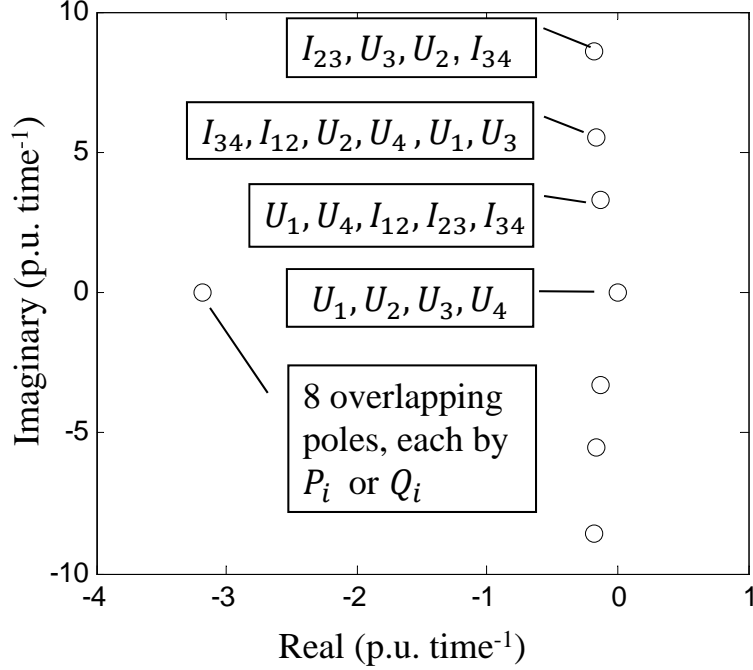 10
5
0
-5
-10
Imaginary (p.u. time⁻¹)
I₂₃, U₃, U₂, I₃₄
I₃₄, I₁₂, U₂, U₄ , U₁, U₃
U₁, U₄, I₁₂, I₂₃, I₃₄
U₁, U₂, U₃, U₄
8 overlapping
poles, each by
Pᵢ or Qᵢ
-4 -3 -2 -1 0 1
Real (p.u. time⁻¹)